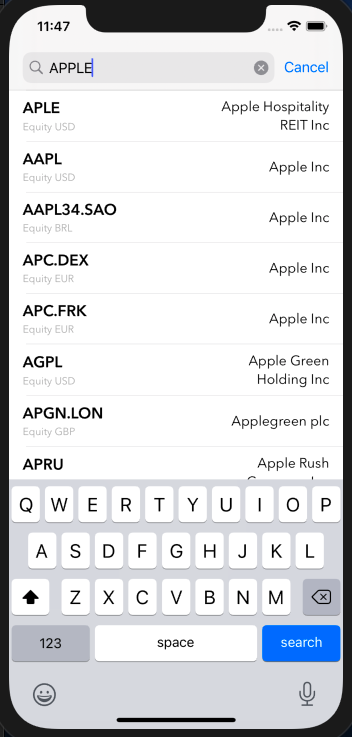 11:47
APPLE
Cancel
APLE
Apple Hospitality
Equity USD
REIT Inc
AAPL
Apple Inc
Equity USD
AAPL34.SAO
Apple Inc
Equity BRL
APC.DEX
Apple Inc
Equity EUR
APC.FRK
Apple Inc
Equity EUR
AGPL
Apple Green
Equity USD
Holding Inc
APGN.LON
Applegreen plc
Equity GBP
APRU
Apple Rush
Q W E R T Y U I O P
A S D F G H J K L
Z X C V B N M
123 space search